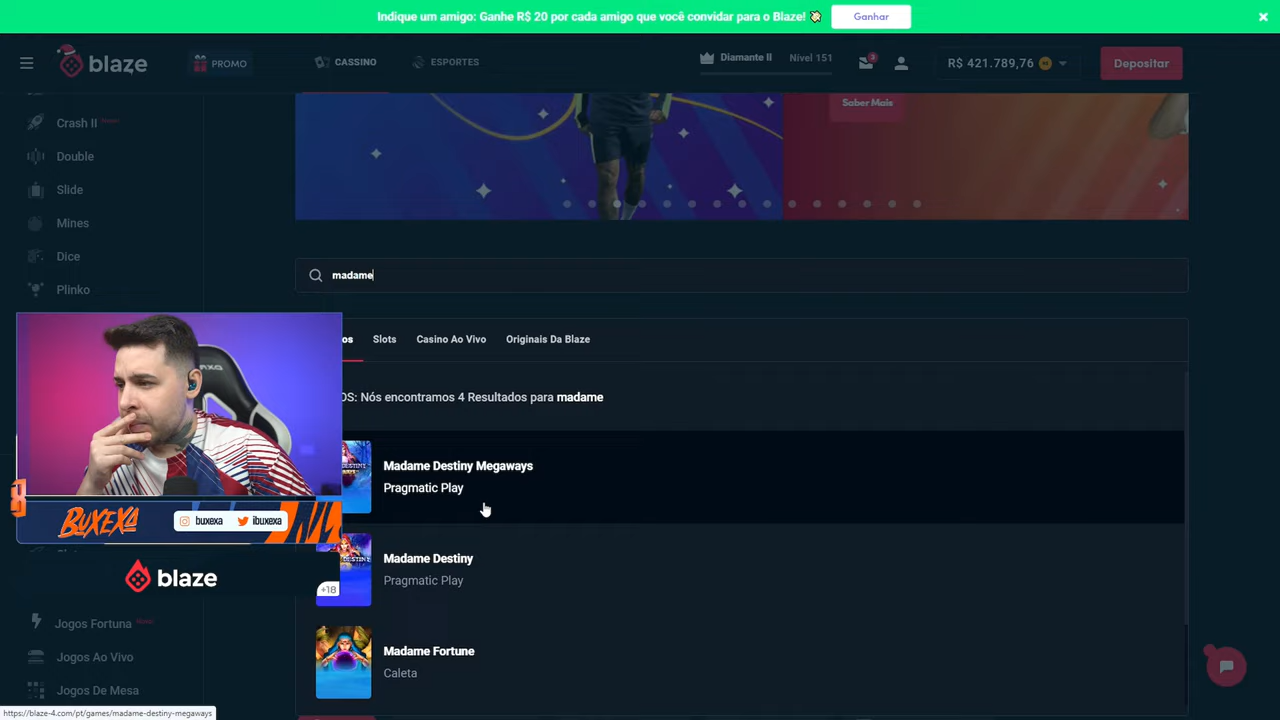 Indique um amigo: Ganhe R$ 20 por cada amigo que você convidar para o Blaze!
Ganhar
blaze
PROMO
CASSINO
ESPORTES
Diamante II
Nível 151
3
R$ 421.789,76
Depositar
Crash II
Double
Slide
Mines
Dice
Plinko
Saber Mais
madame
os
Slots
Casino Ao Vivo
Originais Da Blaze
OS: Nós encontramos 4 Resultados para madame
Madame Destiny Megaways
Pragmatic Play
Madame Destiny
Pragmatic Play
+18
Madame Fortune
Caleta
BUXEXA
buxexa
ibuxexa
blaze
Jogos Fortuna
Jogos Ao Vivo
Jogos De Mesa
https://blaze-4.com/pt/games/madame-destiny-megaways